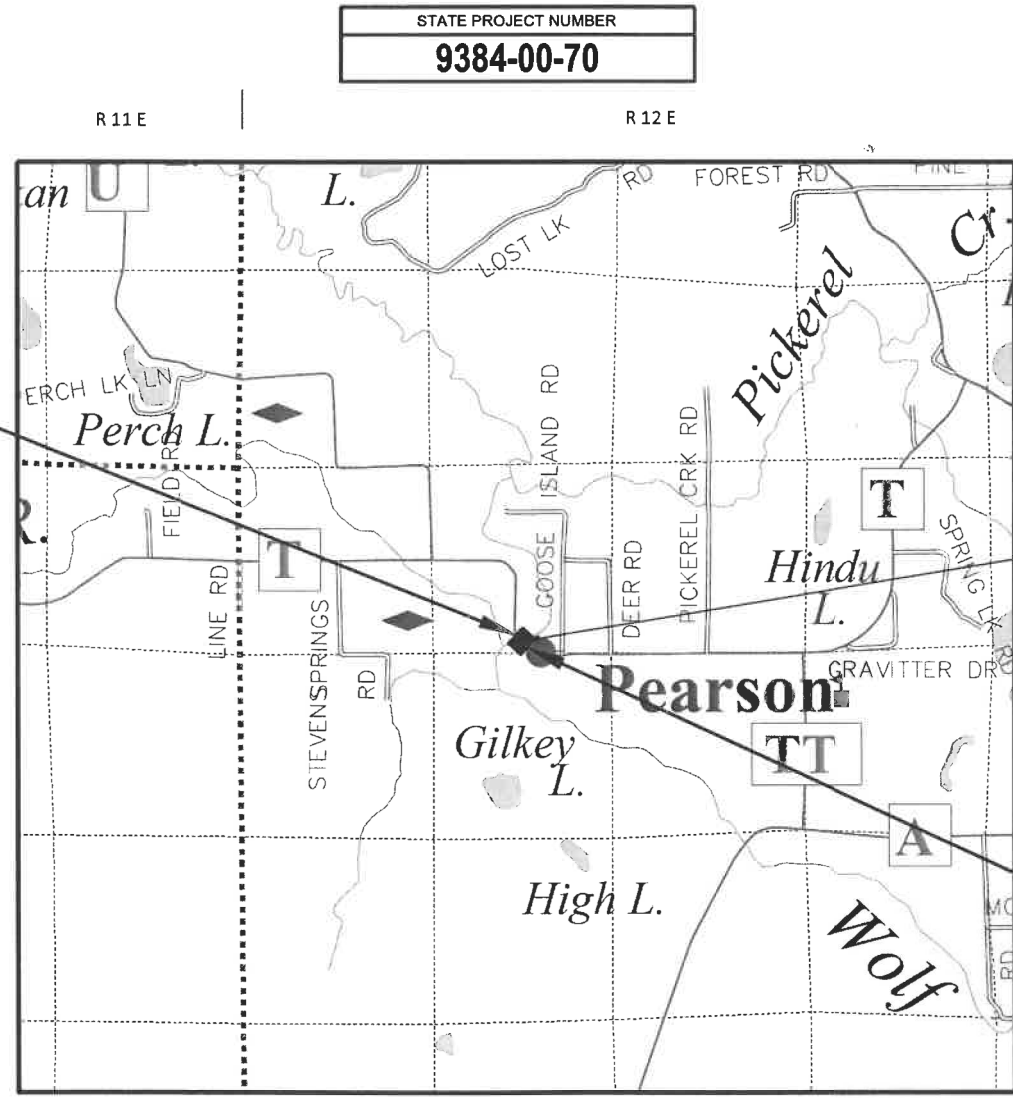 STATE PROJECT NUMBER
9384-00-70
R 11 E
R 12 E
U
L.
RD
FOREST RD
LOST LK
Cr
Pickerel
ERCH LK LN
Perch L.
FIELD RD
ISLAND RD
GOOSE
PICKEREL CRK RD
DEER RD
T
T
R.
LINE RD
Hindu
L.
SPRING LK
RD
STEVENS SPRINGS
RD
GRAVITTER DR
Pearson
Gilkey
L.
TT
A
High L.
Wolf
RD